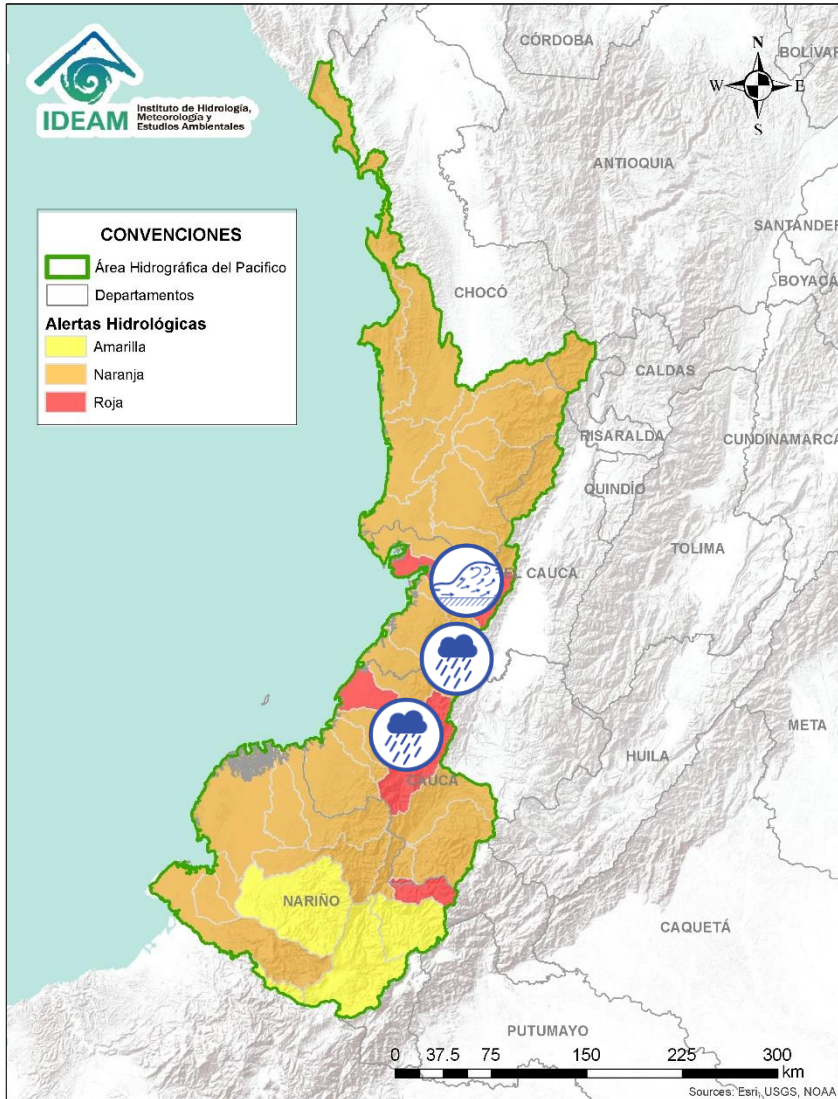 IDEAM
Instituto de Hidrología,
Meteorología y
Estudios Ambientales
N
W E
S
CONVENCIONES
Área Hidrográfica del Pacifico
Departamentos
Alertas Hidrológicas
Amarilla
Naranja
Roja
CÓRDOBA
BOLÍVAR
ANTIOQUIA
SANTANDER
BOYACÁ
CHOCÓ
CALDAS
RISARALDA
CUNDINAMARCA
QUINDÍO
TOLIMA
EL CAUCA
META
HUILA
CAUCA
NARIÑO
CAQUETÁ
PUTUMAYO
0 37.5 75 150 225 300
km
Sources: Esri, USGS, NOAA